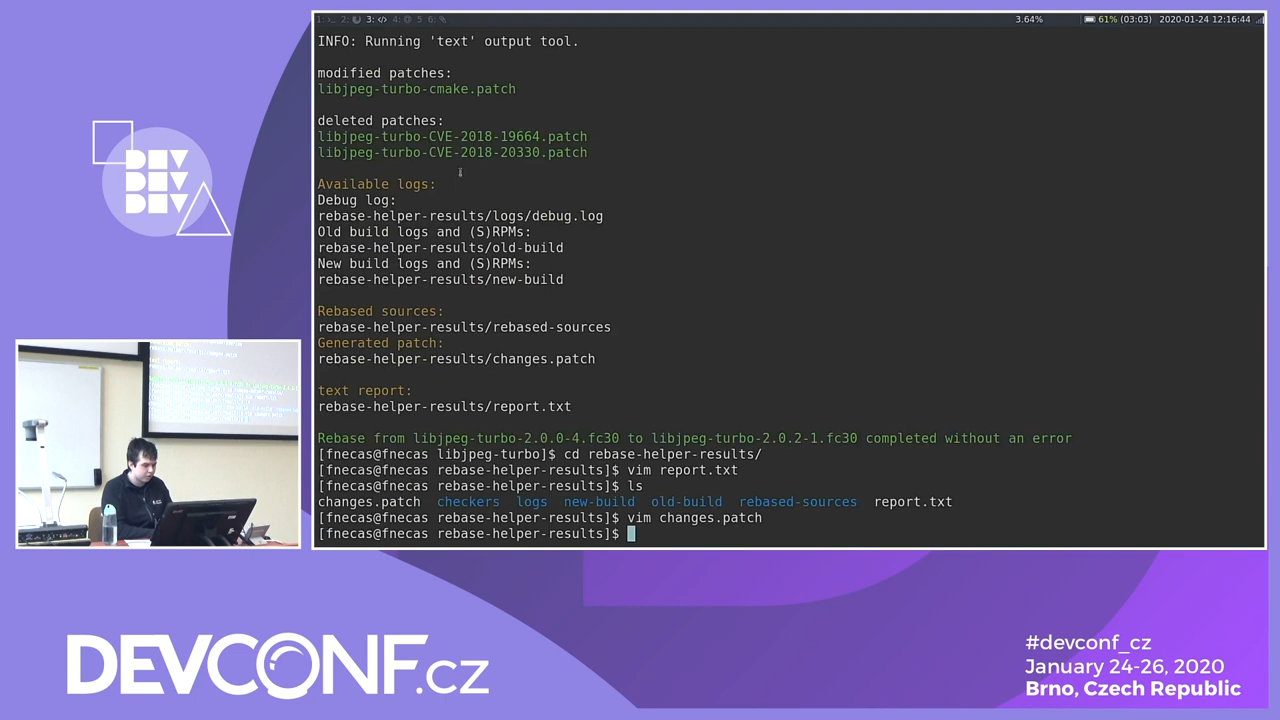 1: 2: 3: 4: 5 6: 3.64% 61% (03:03) 2020-01-24 12:16:44
INFO: Running 'text' output tool.
modified patches:
libjpeg-turbo-cmake.patch
deleted patches:
libjpeg-turbo-CVE-2018-19664.patch
libjpeg-turbo-CVE-2018-20330.patch
Available logs:
Debug log:
rebase-helper-results/logs/debug.log
Old build logs and (S)RPMs:
rebase-helper-results/old-build
New build logs and (S)RPMs:
rebase-helper-results/new-build
Rebased sources:
rebase-helper-results/rebased-sources
Generated patch:
rebase-helper-results/changes.patch
text report:
rebase-helper-results/report.txt
Rebase from libjpeg-turbo-2.0.0-4.fc30 to libjpeg-turbo-2.0.2-1.fc30 completed without an error
[fnecas@fnecas libjpeg-turbo]$ cd rebase-helper-results/
[fnecas@fnecas rebase-helper-results]$ vim report.txt
[fnecas@fnecas rebase-helper-results]$ ls
changes.patch checkers logs new-build old-build rebased-sources report.txt
[fnecas@fnecas rebase-helper-results]$ vim changes.patch
[fnecas@fnecas rebase-helper-results]$
DEV
DEV
DEV
DEVCONF.cz
#devconf_cz
January 24-26, 2020
Brno, Czech Republic